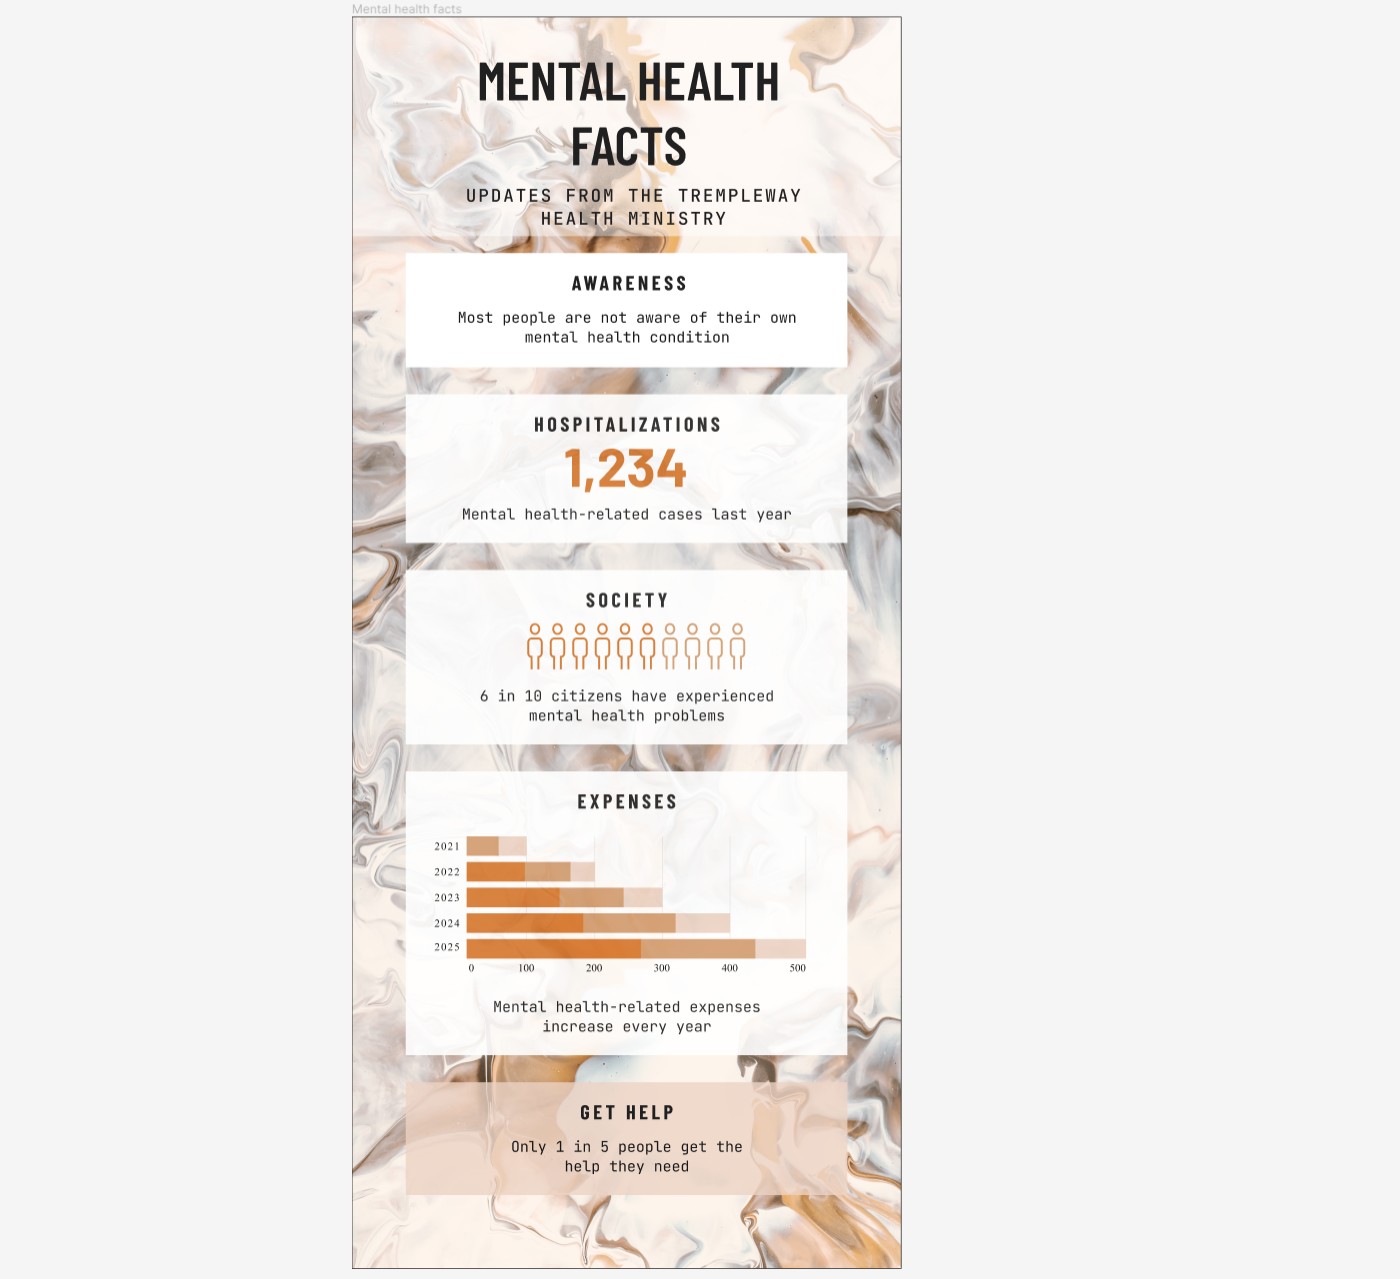 Mental health facts
MENTAL HEALTH
FACTS
UPDATES FROM THE TREMPLEWAY
HEALTH MINISTRY
AWARENESS
Most people are not aware of their own
mental health condition
HOSPITALIZATIONS
1,234
Mental health-related cases last year
SOCIETY
6 in 10 citizens have experienced
mental health problems
EXPENSES
2021
2022
2023
2024
2025
0 100 200 300 400 500
Mental health-related expenses
increase every year
GET HELP
Only 1 in 5 people get the
help they need